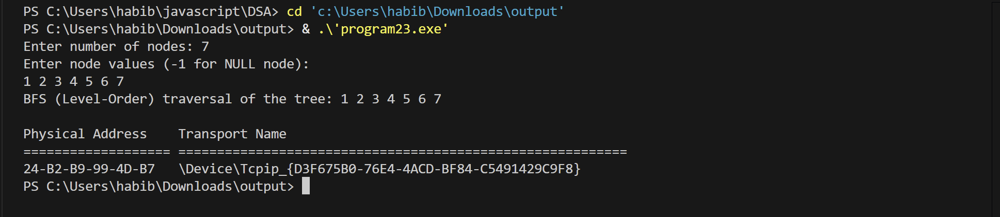 PS C:\Users\habib\javascript\DSA> cd 'c:\Users\habib\Downloads\output'
PS C:\Users\habib\Downloads\output> & .\'program23.exe'
Enter number of nodes: 7
Enter node values (-1 for NULL node):
1 2 3 4 5 6 7
BFS (Level-Order) traversal of the tree: 1 2 3 4 5 6 7
Physical Address    Transport Name
=================== ==========================================================
24-B2-B9-99-4D-B7   \Device\Tcpip_{D3F675B0-76E4-4ACD-BF84-C5491429C9F8}
PS C:\Users\habib\Downloads\output>